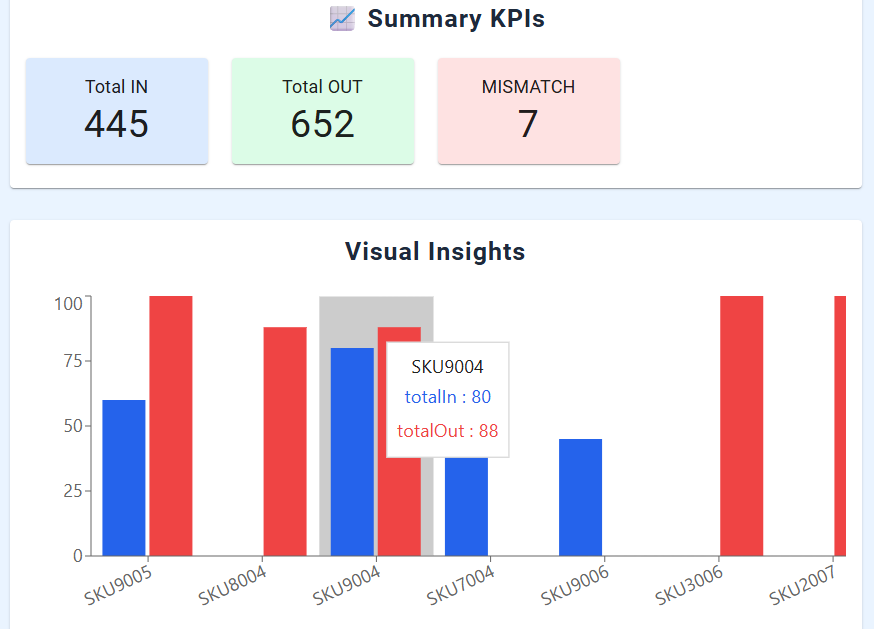 📈 Summary KPIs
Total IN
445
Total OUT
652
MISMATCH
7
Visual Insights
100
75
50
25
0
SKU9004
totalIn : 80
totalOut : 88
SKU9005
SKU8004
SKU9004
SKU7004
SKU9006
SKU3006
SKU2007